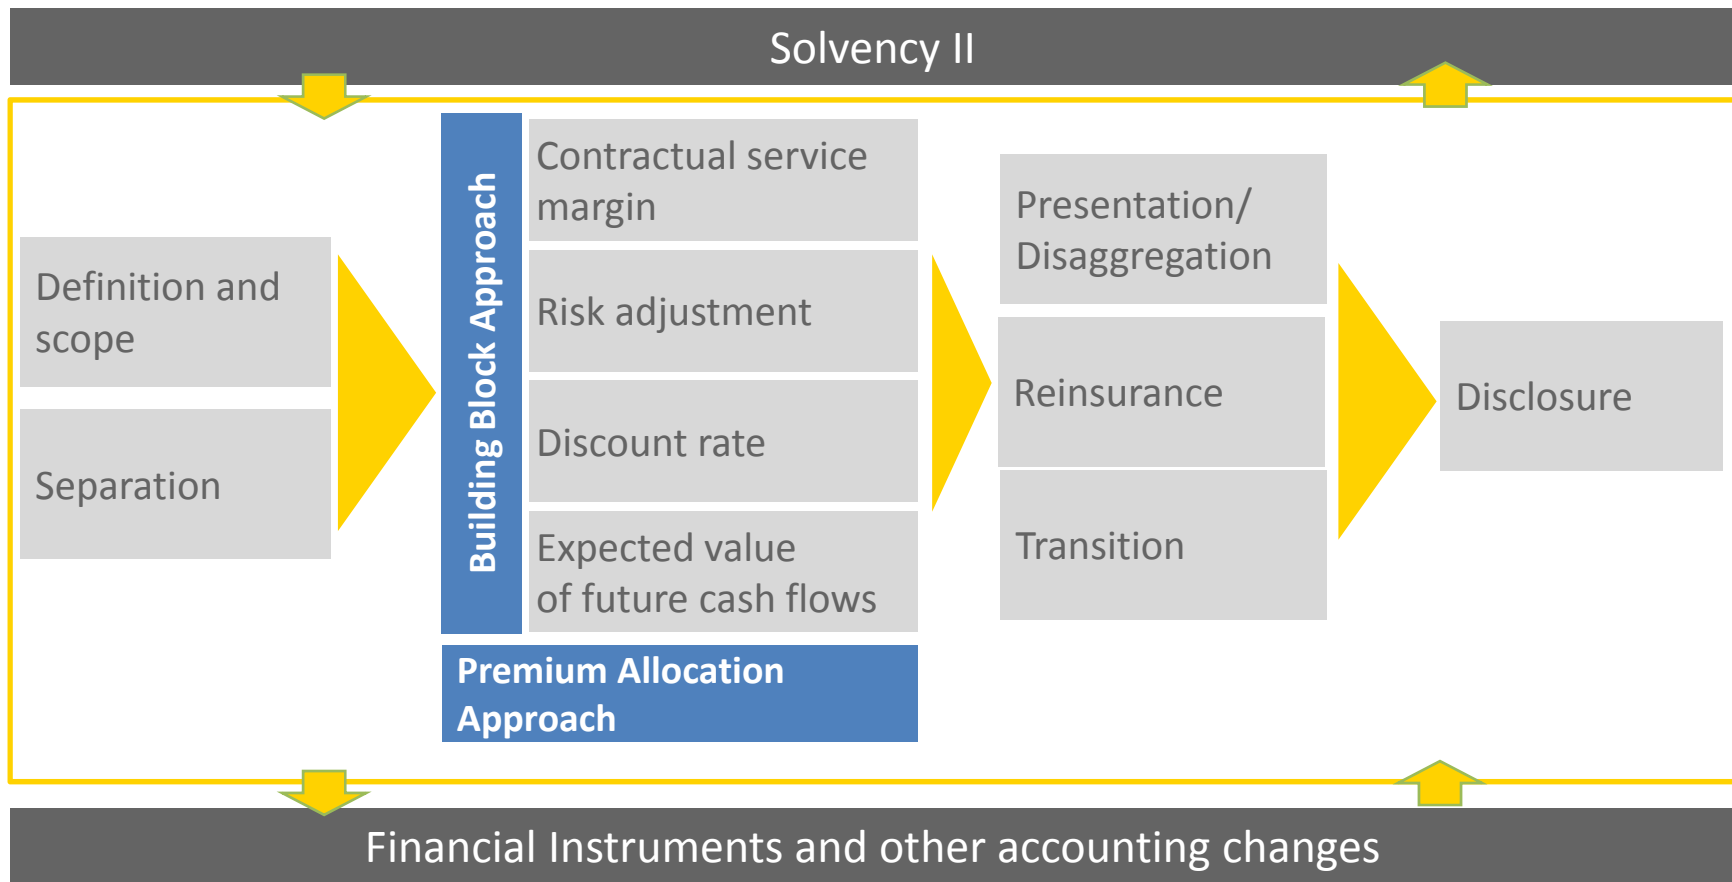 Solvency II
Definition and
scope
Separation
Building Block Approach
Contractual service
margin
Risk adjustment
Discount rate
Expected value
of future cash flows
Premium Allocation
Approach
Presentation/
Disaggregation
Reinsurance
Transition
Disclosure
Financial Instruments and other accounting changes